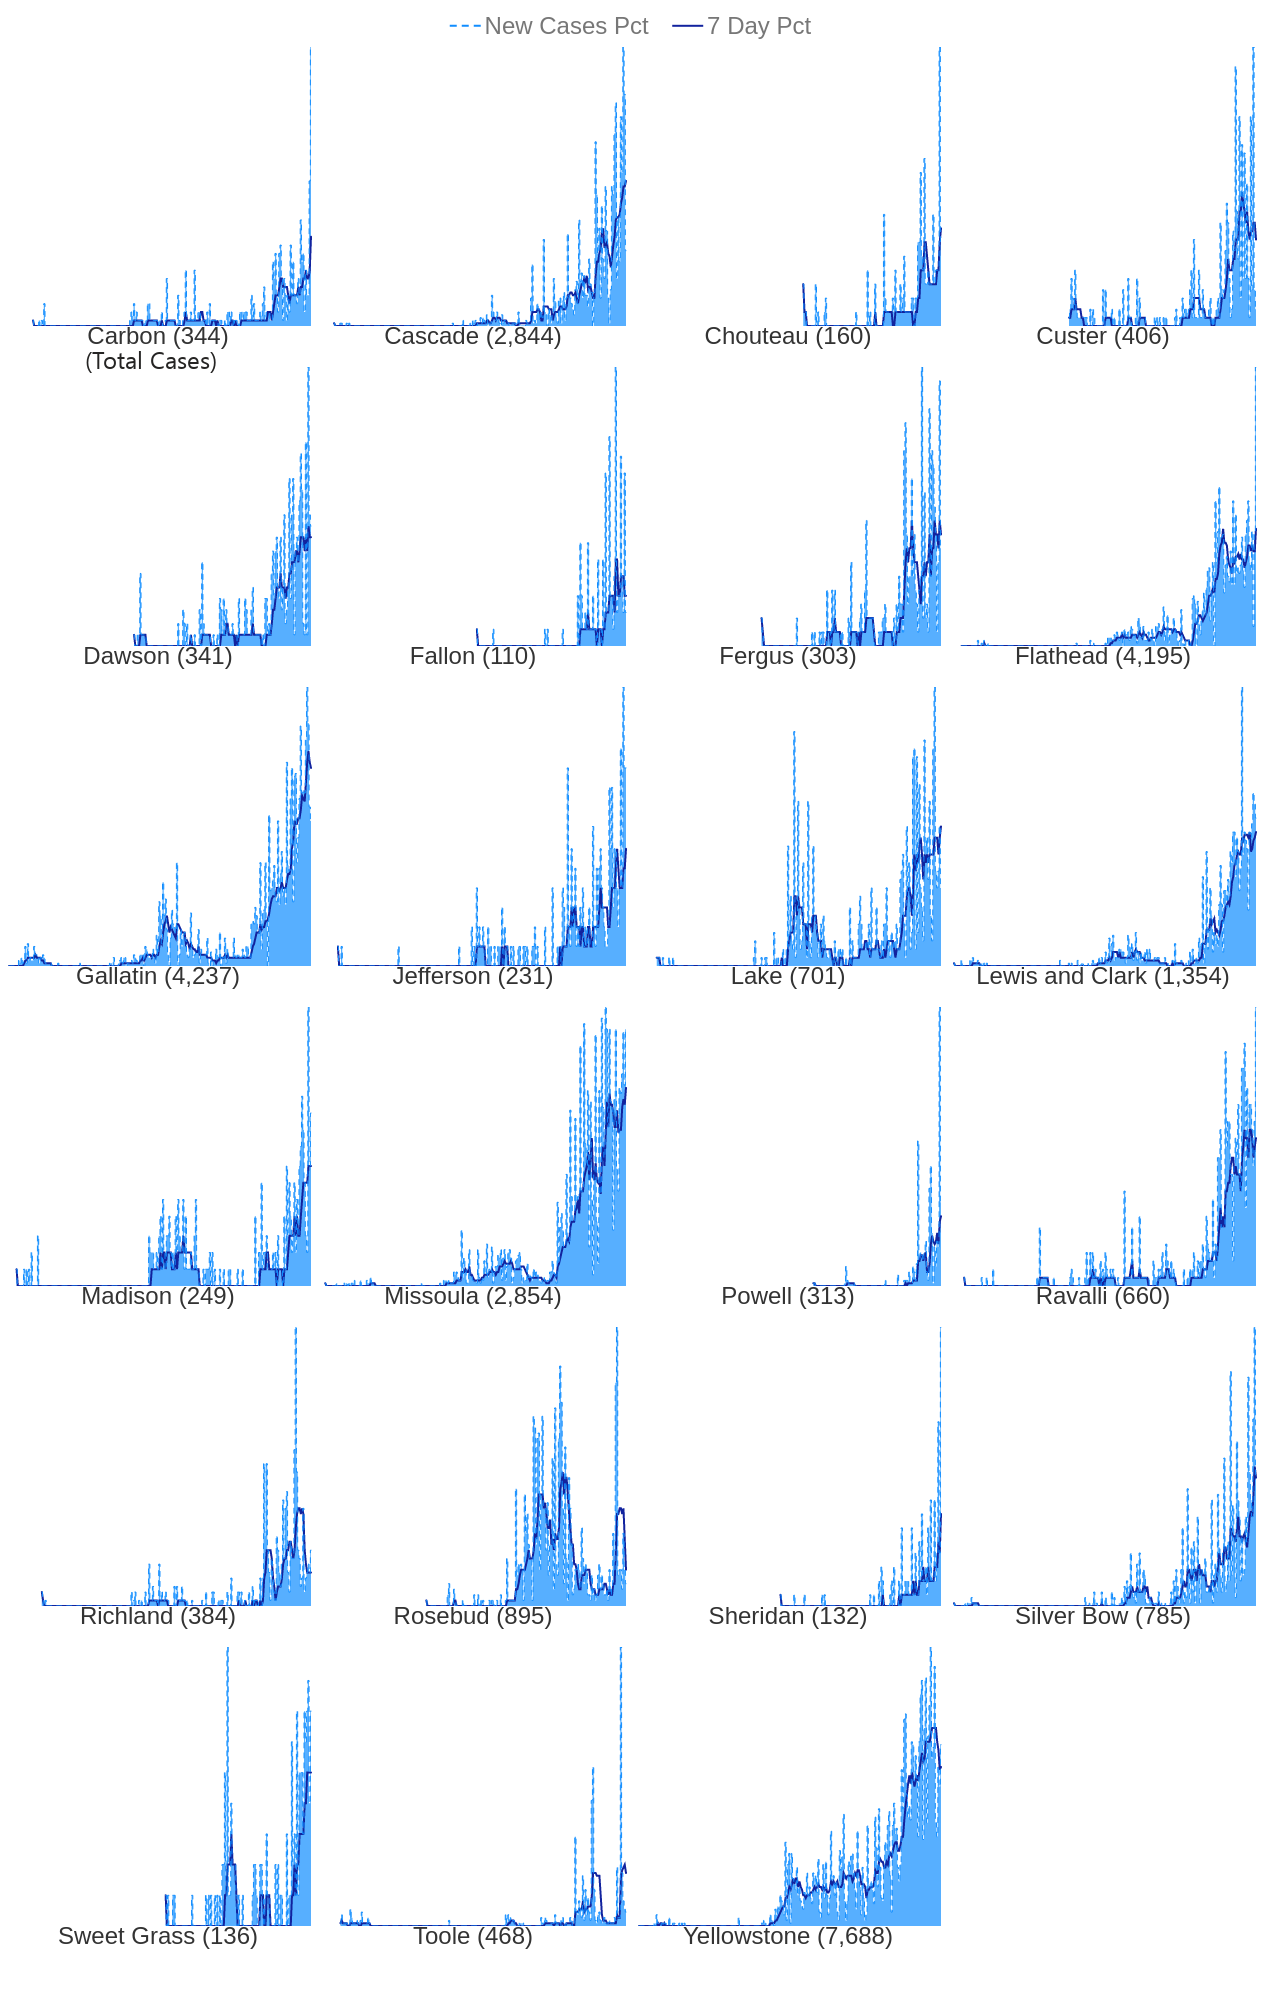 New Cases Pct 7 Day Pct
Carbon (344) Cascade (2,844) Chouteau (160) Custer (406)
(Total Cases)
Dawson (341) Fallon (110) Fergus (303) Flathead (4,195)
Gallatin (4,237) Jefferson (231) Lake (701) Lewis and Clark (1,354)
Madison (249) Missoula (2,854) Powell (313) Ravalli (660)
Richland (384) Rosebud (895) Sheridan (132) Silver Bow (785)
Sweet Grass (136) Toole (468) Yellowstone (7,688)